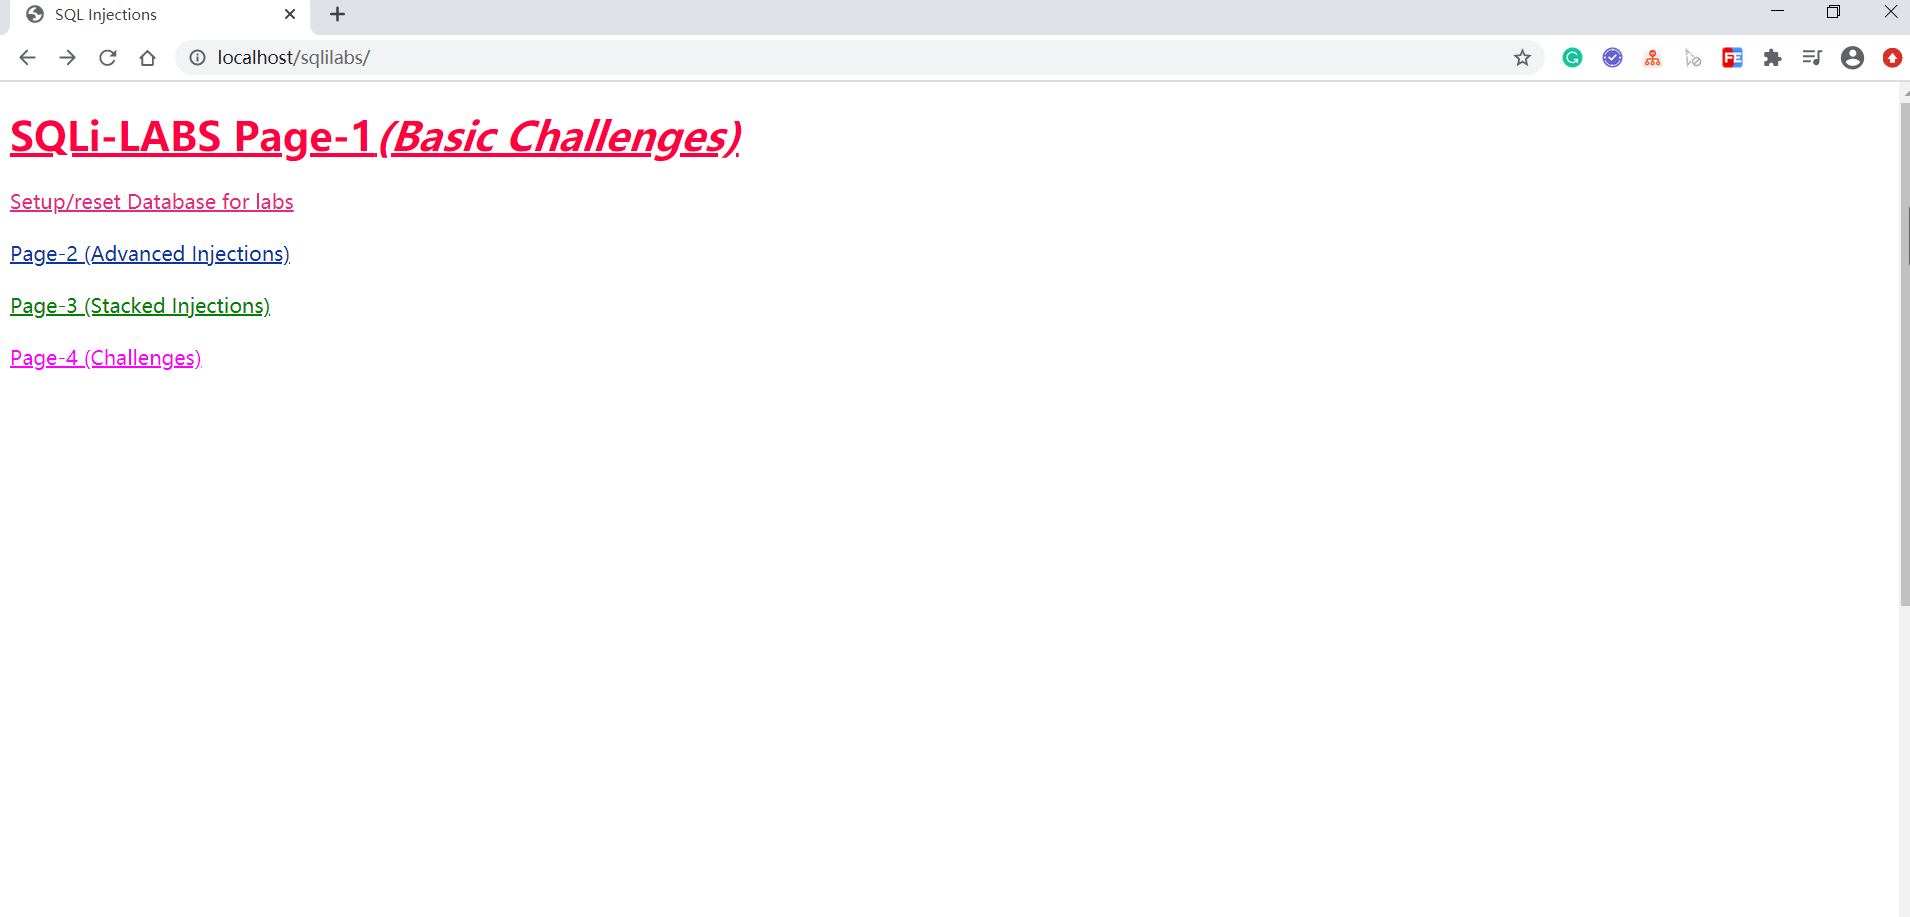 SQL Injections
localhost/sqlilabs/
SQLi-LABS Page-1(Basic Challenges)
Setup/reset Database for labs
Page-2 (Advanced Injections)
Page-3 (Stacked Injections)
Page-4 (Challenges)